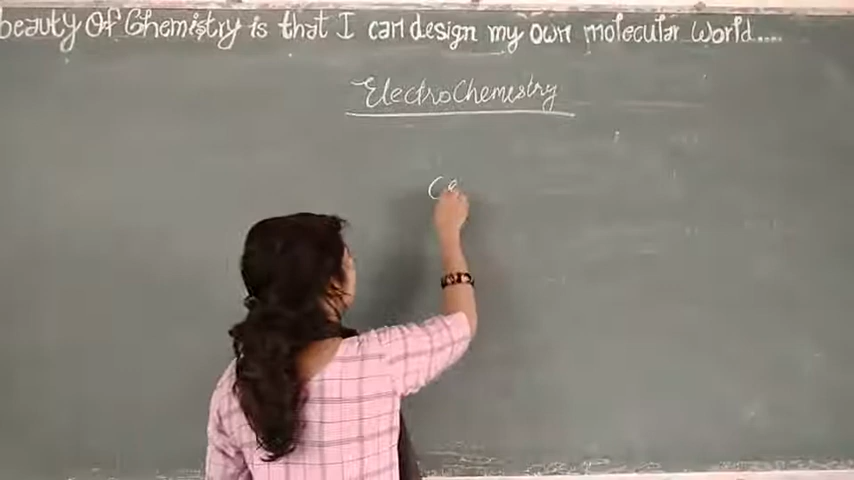 beauty Of Chemistry is that I can design my own molecular world....
ElectroChemistry
Ce